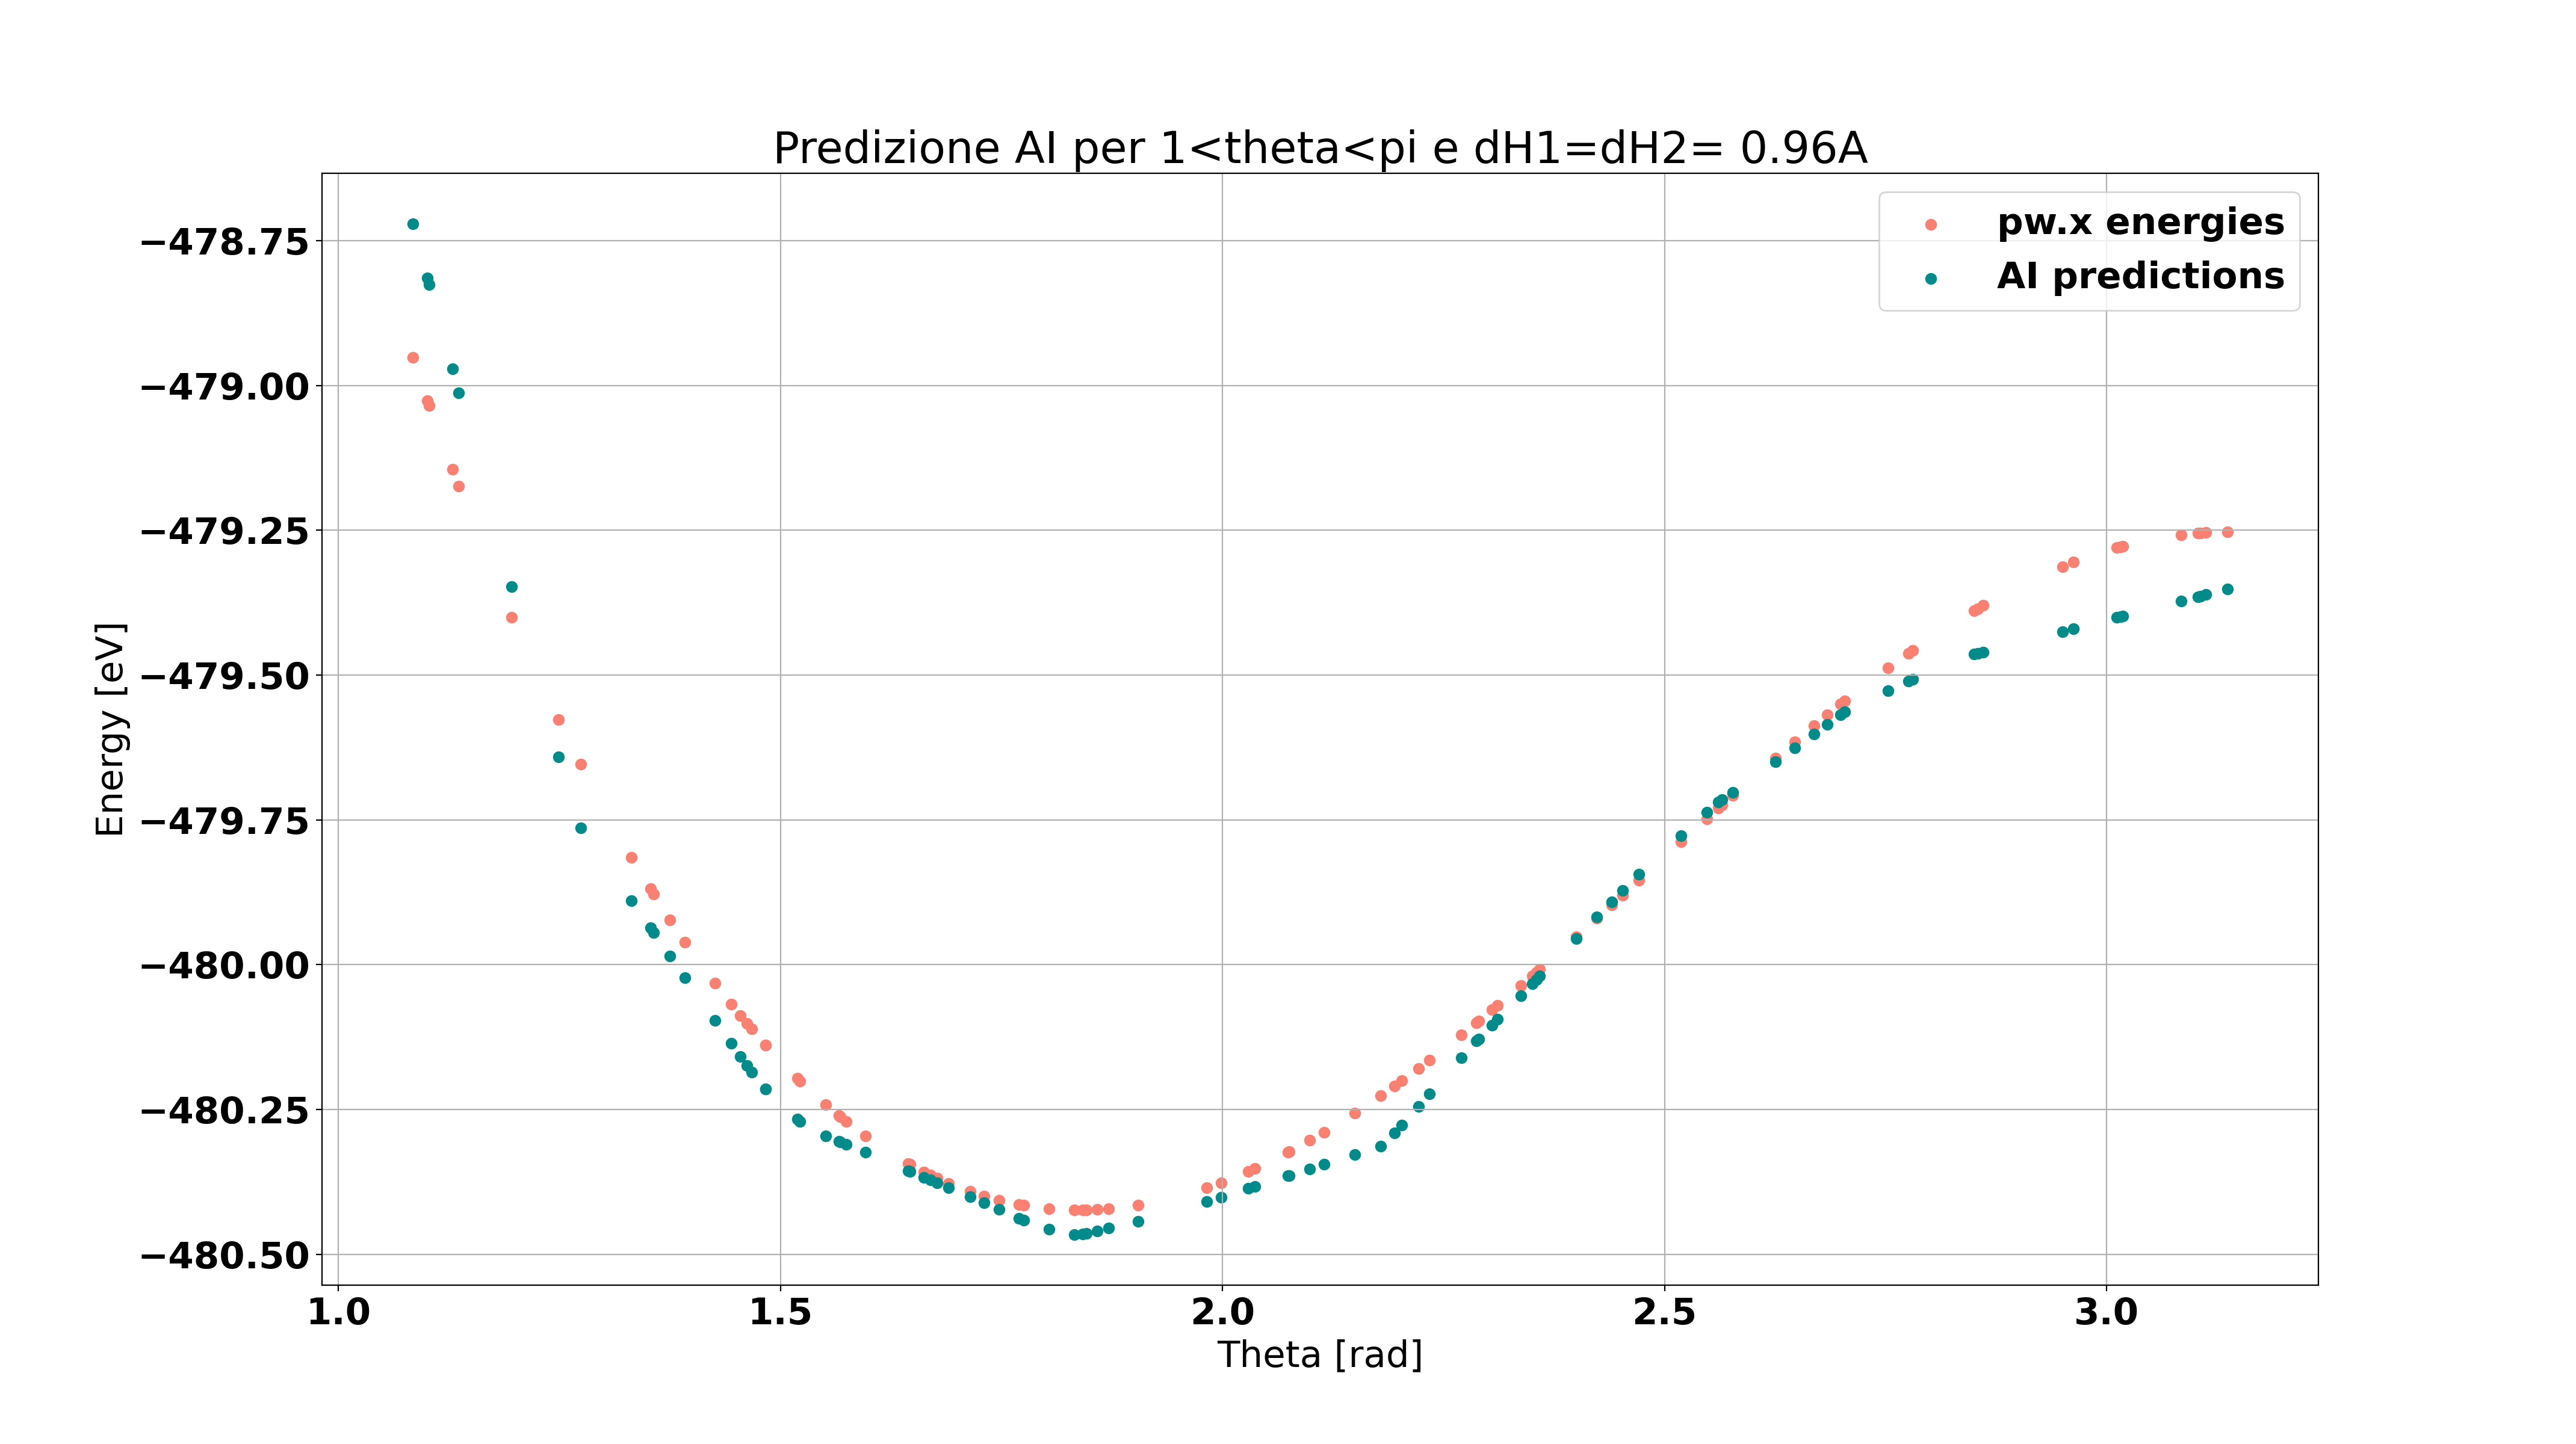 Predizione AI per 1<theta<pi e dH1=dH2= 0.96A
pw.x energies
AI predictions
Energy [eV]
−478.75
−479.00
−479.25
−479.50
−479.75
−480.00
−480.25
−480.50
1.0 1.5 2.0 2.5 3.0
Theta [rad]